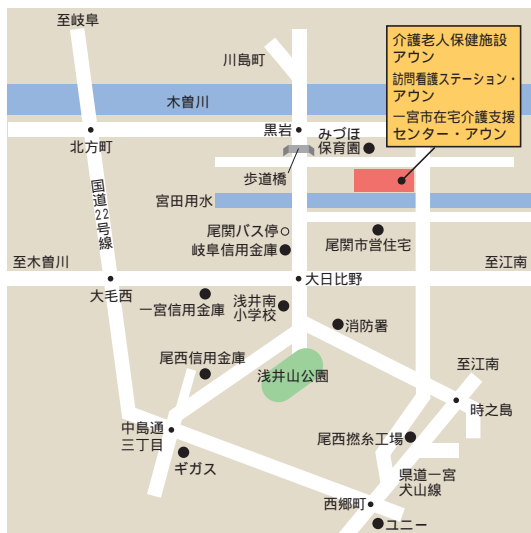 至岐阜
川島町
介護老人保健施設
アウン
訪問看護ステーション・
アウン
一宮市在宅介護支援
センター・アウン
木曽川
黒岩
みづほ
保育園
北方町
歩道橋
国道22号線
宮田用水
尾関バス停
岐阜信用金庫
尾関市営住宅
至木曽川
大日比野
至江南
大毛西
一宮信用金庫
浅井南
小学校
消防署
尾西信用金庫
浅井山公園
至江南
時之島
中島通
三丁目
尾西撚糸工場
ギガス
県道一宮
犬山線
西郷町
ユニー